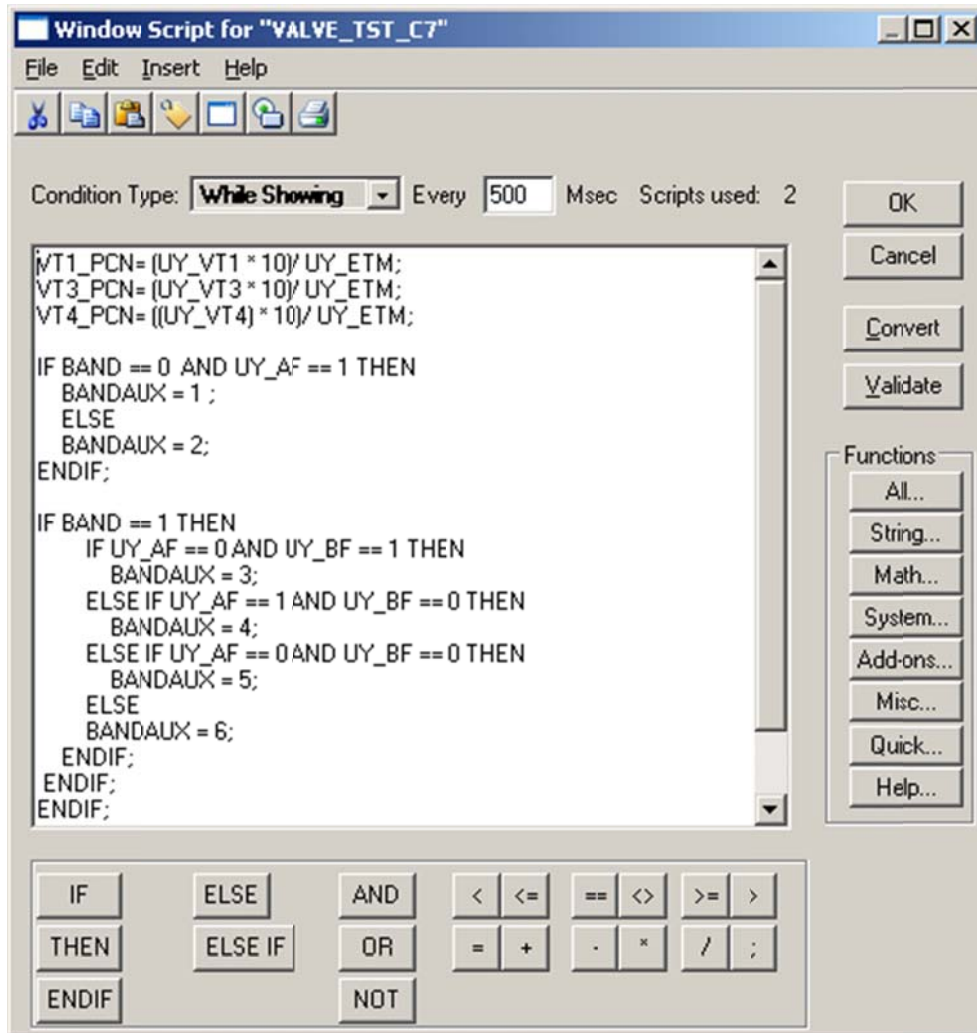 Window Script for "VALVE_TST_C7"
File Edit Insert Help
Condition Type: While Showing Every 500 Msec Scripts used: 2
OK
Cancel
Convert
Validate
VT1_PCN= (UY_VT1 * 10)/ UY_ETM;
VT3_PCN= (UY_VT3 * 10)/ UY_ETM;
VT4_PCN= ((UY_VT4) * 10)/ UY_ETM;
IF BAND == 0 AND UY_AF == 1 THEN
BANDAUX = 1 ;
ELSE
BANDAUX = 2;
ENDIF;
IF BAND == 1 THEN
IF UY_AF == 0 AND UY_BF == 1 THEN
BANDAUX = 3;
ELSE IF UY_AF == 1 AND UY_BF == 0 THEN
BANDAUX = 4;
ELSE IF UY_AF == 0 AND UY_BF == 0 THEN
BANDAUX = 5;
ELSE
BANDAUX = 6;
ENDIF;
ENDIF;
ENDIF;
Functions
All...
String...
Math...
System...
Add-ons...
Misc...
Quick...
Help...
IF ELSE AND < <= == <> >= >
THEN ELSE IF OR = + - * / ;
ENDIF NOT